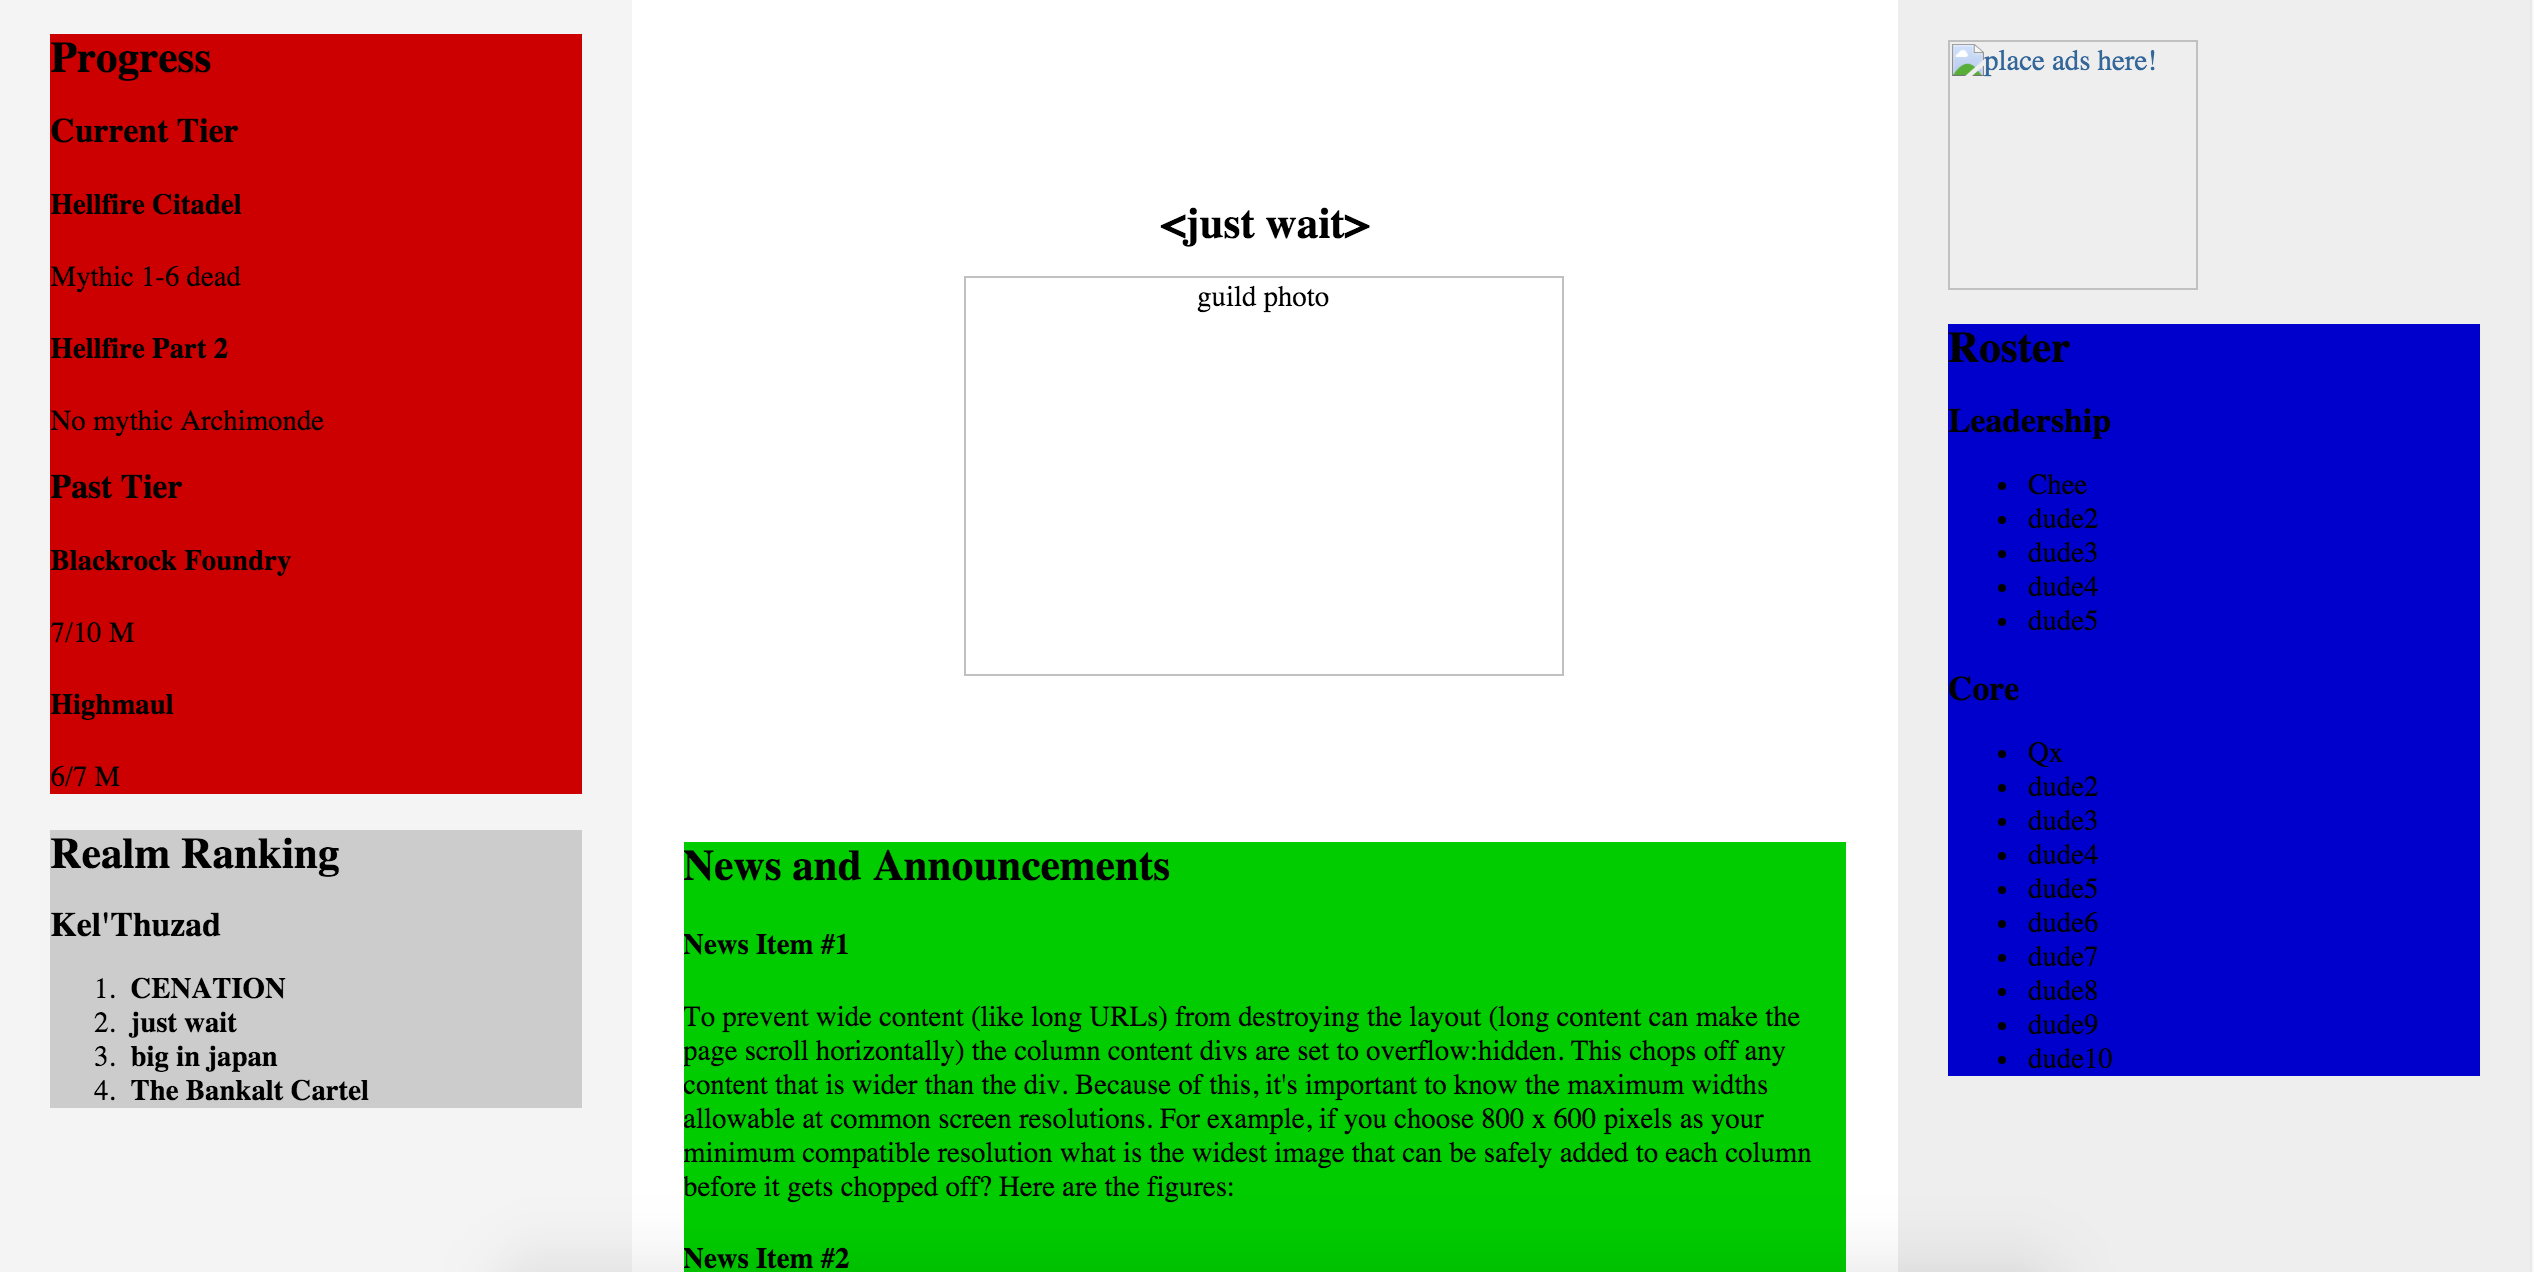 Progress
Current Tier
Hellfire Citadel
Mythic 1-6 dead
Hellfire Part 2
No mythic Archimonde
Past Tier
Blackrock Foundry
7/10 M
Highmaul
6/7 M
Realm Ranking
Kel'Thuzad
1. CENATION
2. just wait
3. big in japan
4. The Bankalt Cartel
<just wait>
guild photo
News and Announcements
News Item #1
To prevent wide content (like long URLs) from destroying the layout (long content can make the
page scroll horizontally) the column content divs are set to overflow:hidden. This chops off any
content that is wider than the div. Because of this, it's important to know the maximum widths
allowable at common screen resolutions. For example, if you choose 800 x 600 pixels as your
minimum compatible resolution what is the widest image that can be safely added to each column
before it gets chopped off? Here are the figures:
News Item #2
place ads here!
Roster
Leadership
• Chee
• dude2
• dude3
• dude4
• dude5
Core
• Qx
• dude2
• dude3
• dude4
• dude5
• dude6
• dude7
• dude8
• dude9
• dude10